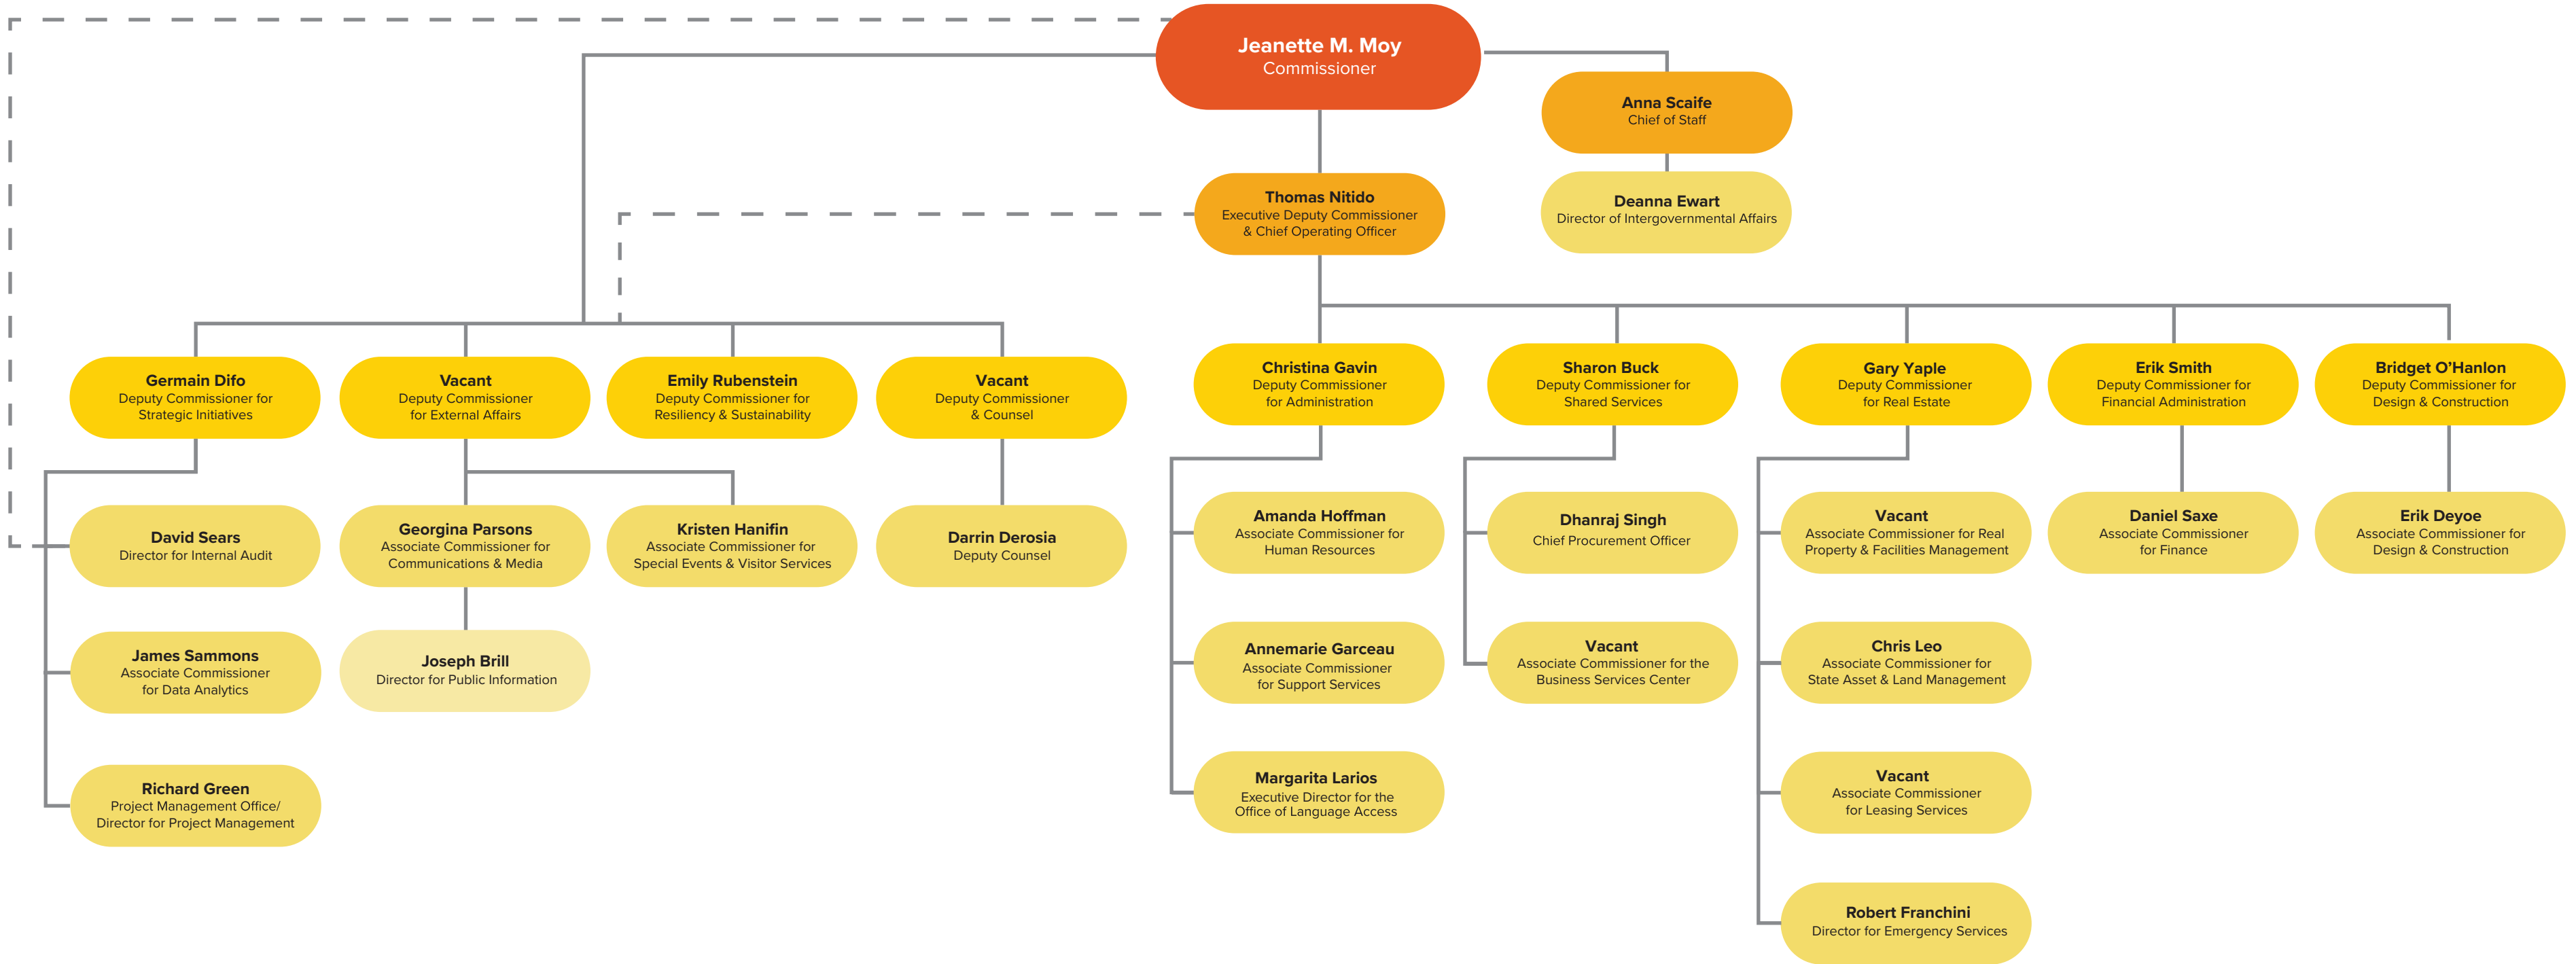 Jeanette M. Moy
Commissioner
Anna Scaife
Chief of Staff
Thomas Nitido
Executive Deputy Commissioner
& Chief Operating Officer
Deanna Ewart
Director of Intergovernmental Affairs
Germain Difo
Deputy Commissioner for
Strategic Initiatives
Vacant
Deputy Commissioner
for External Affairs
Emily Rubenstein
Deputy Commissioner for
Resiliency & Sustainability
Vacant
Deputy Commissioner
& Counsel
Christina Gavin
Deputy Commissioner
for Administration
Sharon Buck
Deputy Commissioner for
Shared Services
Gary Yaple
Deputy Commissioner
for Real Estate
Erik Smith
Deputy Commissioner for
Financial Administration
Bridget O’Hanlon
Deputy Commissioner for
Design & Construction
David Sears
Director for Internal Audit
Georgina Parsons
Associate Commissioner for
Communications & Media
Kristen Hanifin
Associate Commissioner for
Special Events & Visitor Services
Darrin Derosia
Deputy Counsel
Amanda Hoffman
Associate Commissioner for
Human Resources
Dhanraj Singh
Chief Procurement Officer
Vacant
Associate Commissioner for Real
Property & Facilities Management
Daniel Saxe
Associate Commissioner
for Finance
Erik Deyoe
Associate Commissioner for
Design & Construction
James Sammons
Associate Commissioner
for Data Analytics
Joseph Brill
Director for Public Information
Annemarie Garceau
Associate Commissioner
for Support Services
Vacant
Associate Commissioner for the
Business Services Center
Chris Leo
Associate Commissioner for
State Asset & Land Management
Richard Green
Project Management Office/
Director for Project Management
Margarita Larios
Executive Director for the
Office of Language Access
Vacant
Associate Commissioner
for Leasing Services
Robert Franchini
Director for Emergency Services